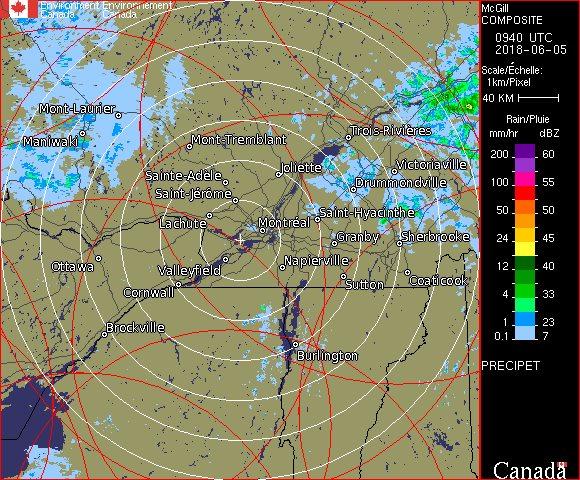 Environment Environnement
Canada Canada
McGill
COMPOSITE
0940 UTC
2018-06-05
Scale/Échelle:
1km/Pixel
40 KM
Rain/Pluie
mm/hr dBZ
200 60
100 55
50 50
24 45
12 40
4 33
1 23
0.1 7
PRECIPET
Canada
Mont-Laurier
Maniwaki
Mont-Tremblant
Trois-Rivières
Sainte-Adèle
Joliette
Victoriaville
Drummondville
Saint-Jérôme
Lachute
Montréal
Saint-Hyacinthe
Granby
Sherbrooke
Ottawa
Valleyfield
Napierville
Cornwall
Sutton
Coaticook
Brockville
Burlington